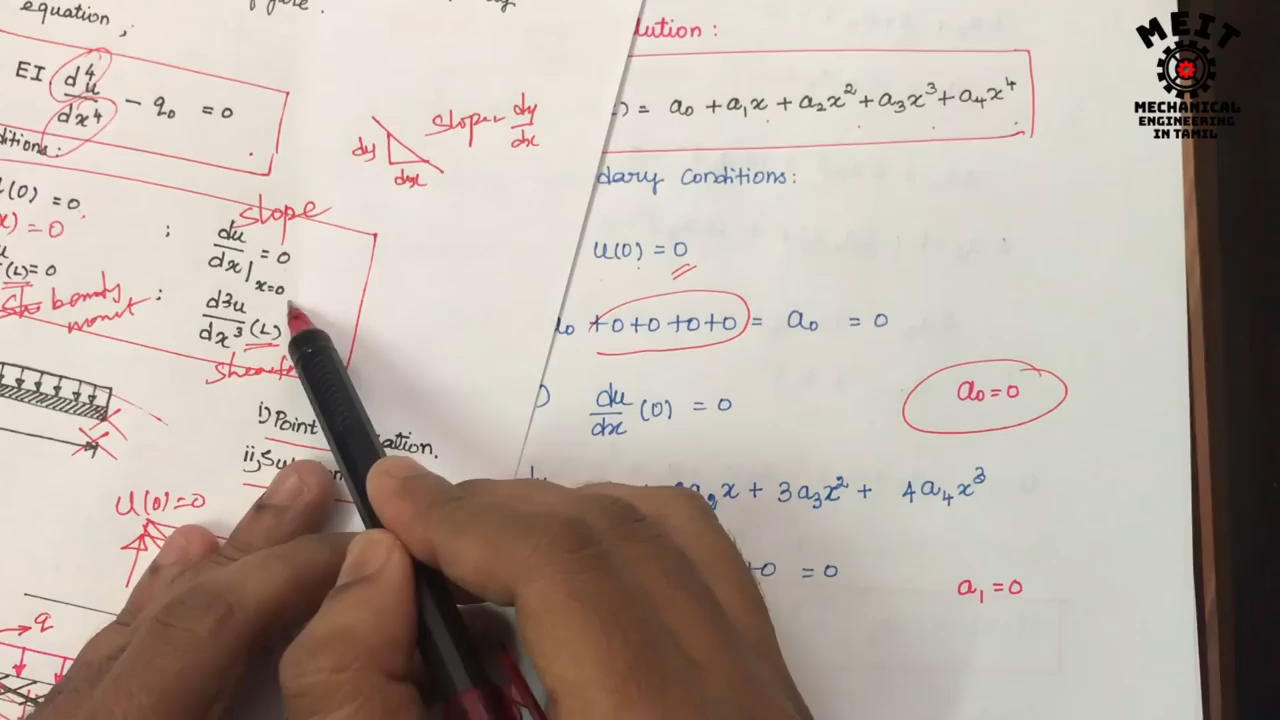 equation ;
EI d⁴u/dx⁴ - q₀ = 0
ditions:
(0) = 0
x) = 0
(L) = 0
;
slope
du/dx|x=0 = 0
:
d3u/dx³ (L)
i) Point
ation.
ii,
U(0)=0
q
dy
dx
Slope= dy/dx
lution :
) = a₀ + a₁x + a₂x² + a₃x³ + a₄x⁴
dary Conditions:
U(0) = 0
+0+0+0+0 = a₀ = 0
a₀=0
) du/dx (0) = 0
a₂x + 3a₃x² + 4a₄x³
+0 = 0
a₁=0
MEIT
MECHANICAL
ENGINEERING
IN TAMIL